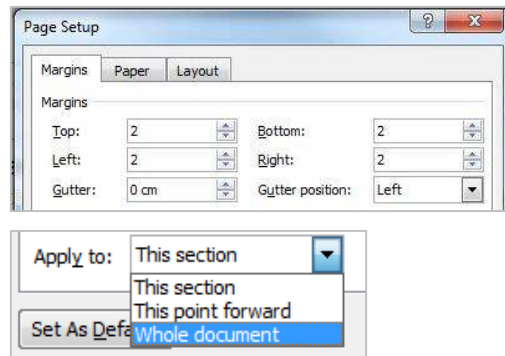 Page Setup
Margins Paper Layout
Margins
Top: 2 Bottom: 2
Left: 2 Right: 2
Gutter: 0 cm Gutter position: Left
Apply to: This section
This section
This point forward
Set As Defa Whole document